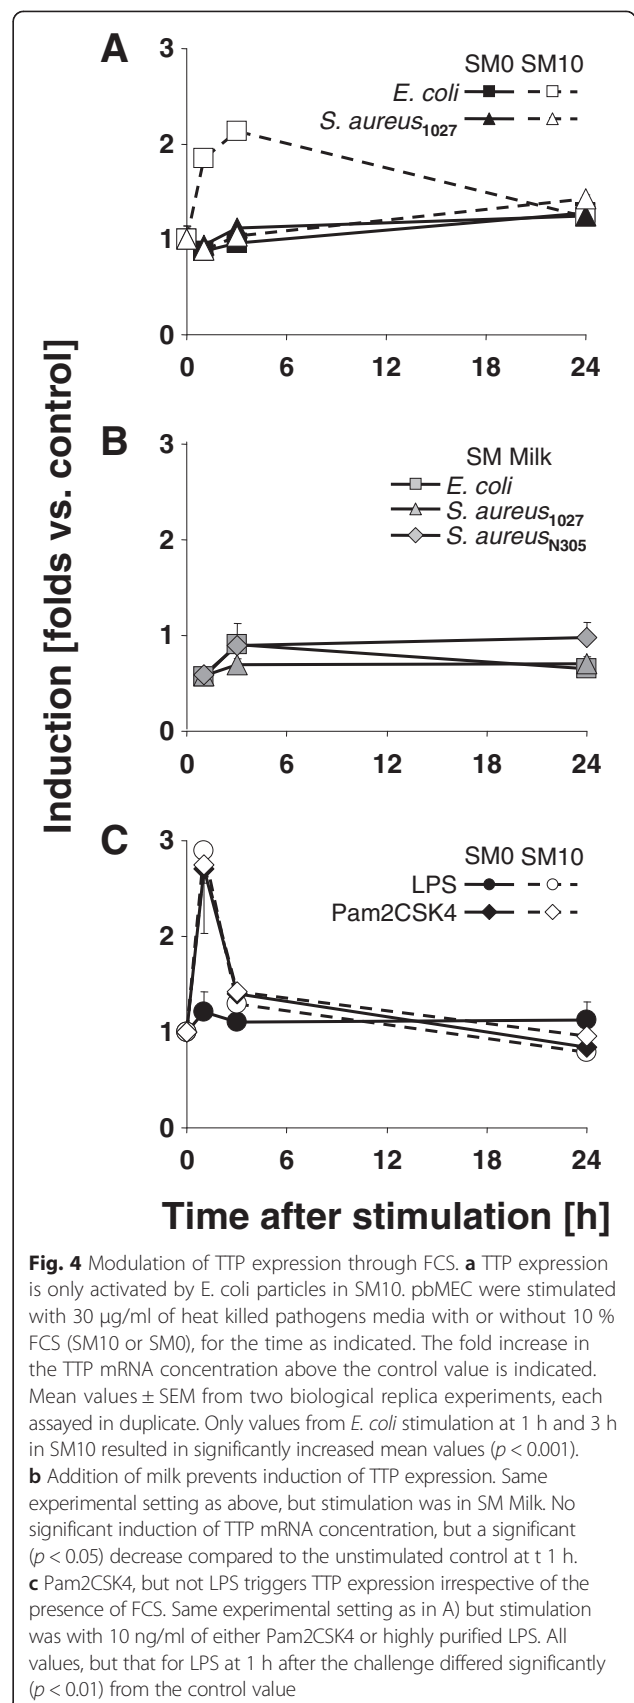 A
SM0 SM10
E. coli
S. aureus1027
3
2
1
0
0 6 12 18 24
B
SM Milk
E. coli
S. aureus1027
S. aureusN305
3
2
1
0
0 6 12 18 24
C
SM0 SM10
LPS
Pam2CSK4
3
2
1
0
0 6 12 18 24
Induction [folds vs. control]
Time after stimulation [h]
Fig. 4 Modulation of TTP expression through FCS. a TTP expression
is only activated by E. coli particles in SM10. pbMEC were stimulated
with 30 μg/ml of heat killed pathogens media with or without 10 %
FCS (SM10 or SM0), for the time as indicated. The fold increase in
the TTP mRNA concentration above the control value is indicated.
Mean values ± SEM from two biological replica experiments, each
assayed in duplicate. Only values from E. coli stimulation at 1 h and 3 h
in SM10 resulted in significantly increased mean values (p < 0.001).
b Addition of milk prevents induction of TTP expression. Same
experimental setting as above, but stimulation was in SM Milk. No
significant induction of TTP mRNA concentration, but a significant
(p < 0.05) decrease compared to the unstimulated control at t 1 h.
c Pam2CSK4, but not LPS triggers TTP expression irrespective of the
presence of FCS. Same experimental setting as in A) but stimulation
was with 10 ng/ml of either Pam2CSK4 or highly purified LPS. All
values, but that for LPS at 1 h after the challenge differed significantly
(p < 0.01) from the control value